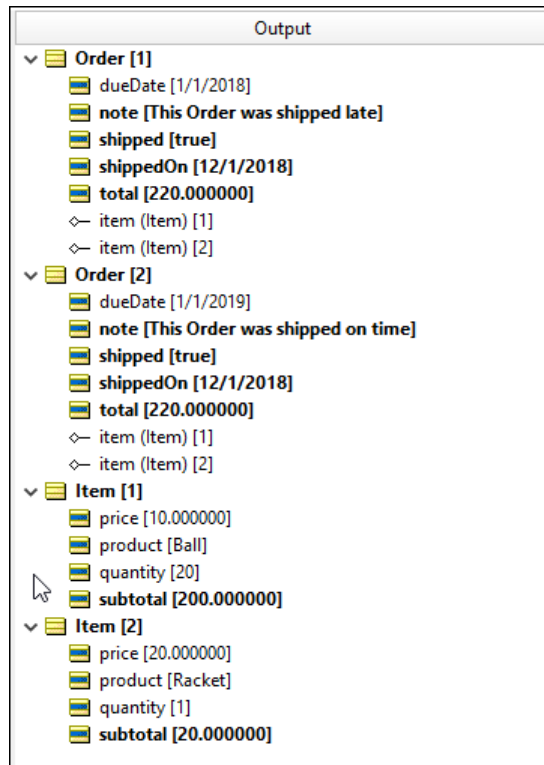 Output
Order [1]
dueDate [1/1/2018]
note [This Order was shipped late]
shipped [true]
shippedOn [12/1/2018]
total [220.000000]
item (Item) [1]
item (Item) [2]
Order [2]
dueDate [1/1/2019]
note [This Order was shipped on time]
shipped [true]
shippedOn [12/1/2018]
total [220.000000]
item (Item) [1]
item (Item) [2]
Item [1]
price [10.000000]
product [Ball]
quantity [20]
subtotal [200.000000]
Item [2]
price [20.000000]
product [Racket]
quantity [1]
subtotal [20.000000]